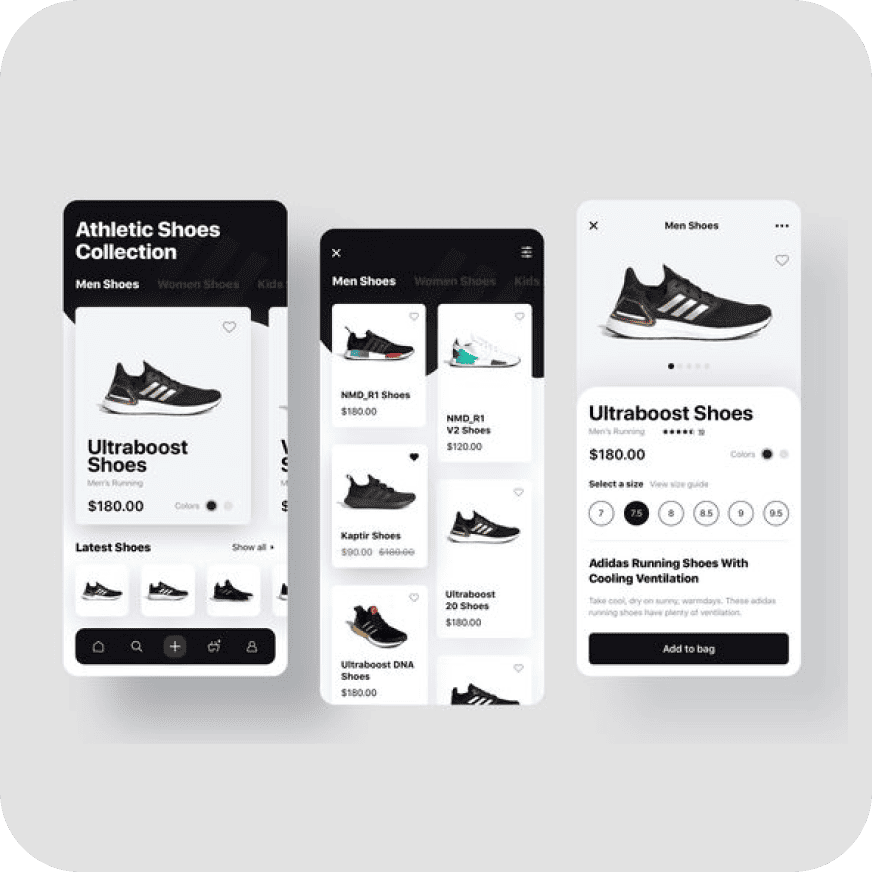 Athletic Shoes
Collection
Men Shoes Women Shoes Kids
Ultraboost
Shoes
Men's Running
$180.00 Colors
Latest Shoes Show all
Men Shoes Women Shoes Kids
NMD_R1 Shoes
$180.00
NMD_R1
V2 Shoes
$120.00
Kaptir Shoes
$90.00 $180.00
Ultraboost
20 Shoes
$180.00
Ultraboost DNA
Shoes
$180.00
Men Shoes
Ultraboost Shoes
Men's Running
$180.00 Colors
Select a size View size guide
7 7.5 8 8.5 9 9.5
Adidas Running Shoes With
Cooling Ventilation
Take cool, dry on sunny, warmdays. These adidas
running shoes have plenty of ventilation.
Add to bag